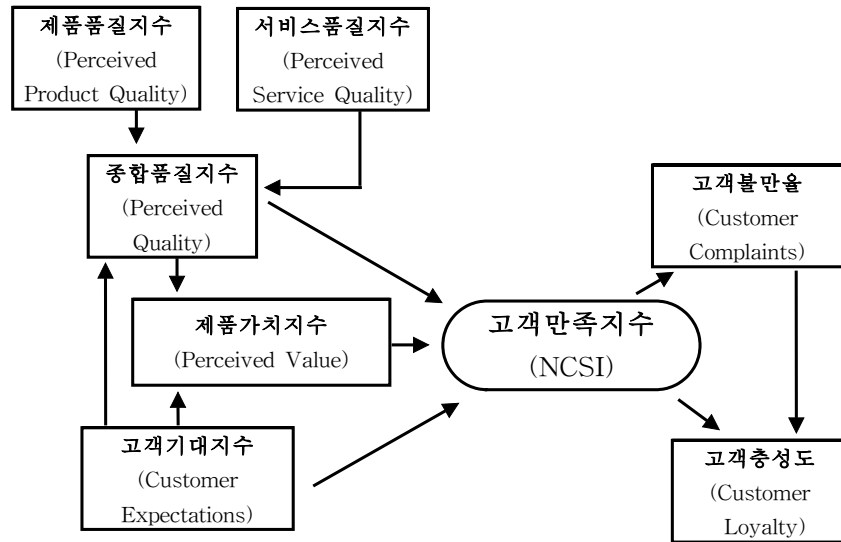 제품품질지수
(Perceived
Product Quality)
서비스품질지수
(Perceived
Service Quality)
종합품질지수
(Perceived
Quality)
고객불만율
(Customer
Complaints)
제품가치지수
(Perceived Value)
고객만족지수
(NCSI)
고객기대지수
(Customer
Expectations)
고객충성도
(Customer
Loyalty)